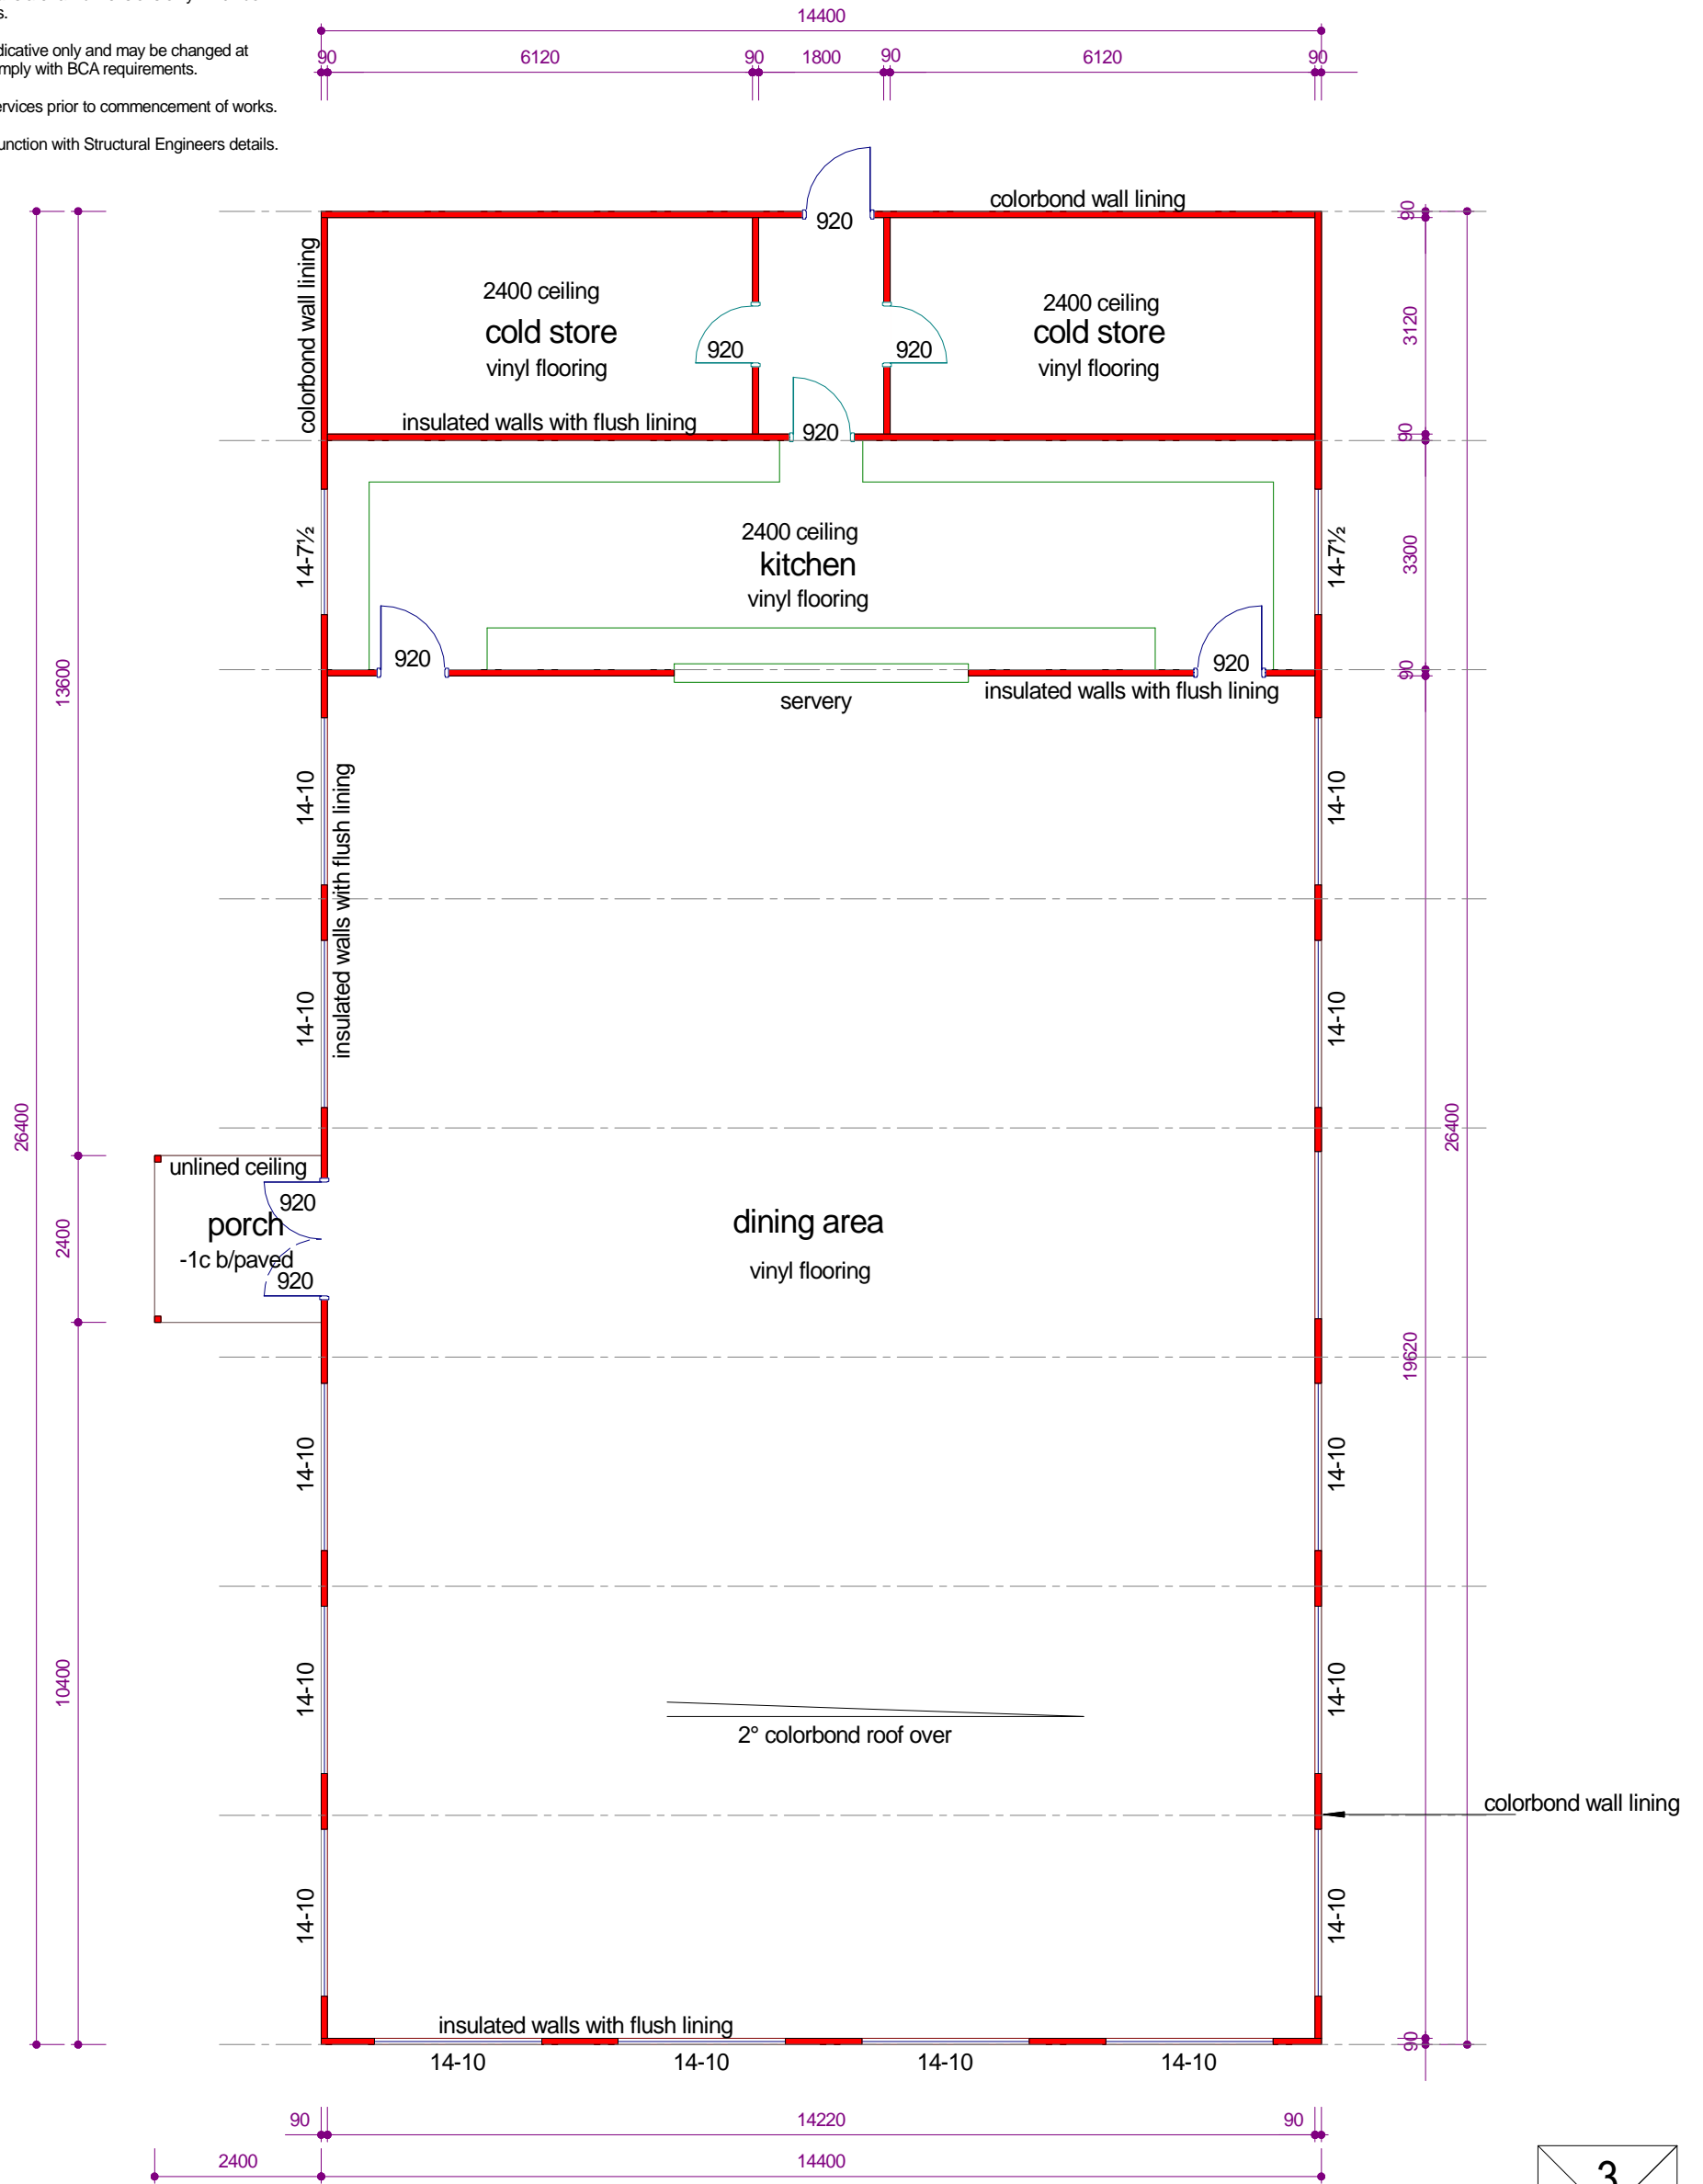 s.
dicative only and may be changed at
mply with BCA requirements.
ervices prior to commencement of works.
unction with Structural Engineers details.
14400
90
6120
90
1800
90
6120
90
920
colorbond wall lining
90
colorbond wall lining
2400 ceiling
cold store
vinyl flooring
920
920
2400 ceiling
cold store
vinyl flooring
3120
insulated walls with flush lining
920
90
14-7½
2400 ceiling
kitchen
vinyl flooring
14-7½
3300
920
920
13600
servery
insulated walls with flush lining
90
14-10
insulated walls with flush lining
14-10
14-10
14-10
26400
26400
unlined ceiling
920
porch
-1c b/paved
920
2400
dining area
vinyl flooring
19620
14-10
14-10
10400
14-10
14-10
2° colorbond roof over
colorbond wall lining
14-10
14-10
insulated walls with flush lining
90
14-10
14-10
14-10
14-10
90
14220
90
2400
14400
3